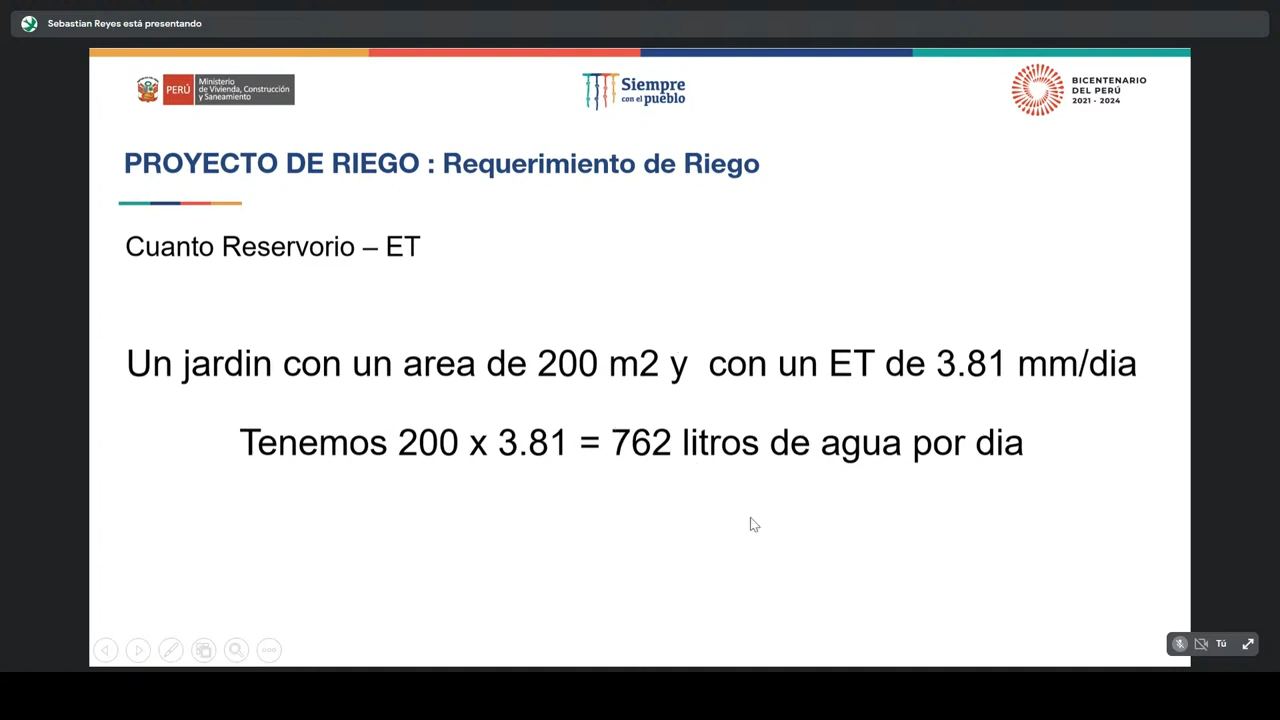 Sebastian Reyes está presentando
PERÚ
Ministerio
de Vivienda, Construcción
y Saneamiento
Siempre
con el pueblo
BICENTENARIO
DEL PERÚ
2021 - 2024
PROYECTO DE RIEGO : Requerimiento de Riego
Cuanto Reservorio – ET
Un jardin con un area de 200 m2 y con un ET de 3.81 mm/dia
Tenemos 200 x 3.81 = 762 litros de agua por dia
Tú